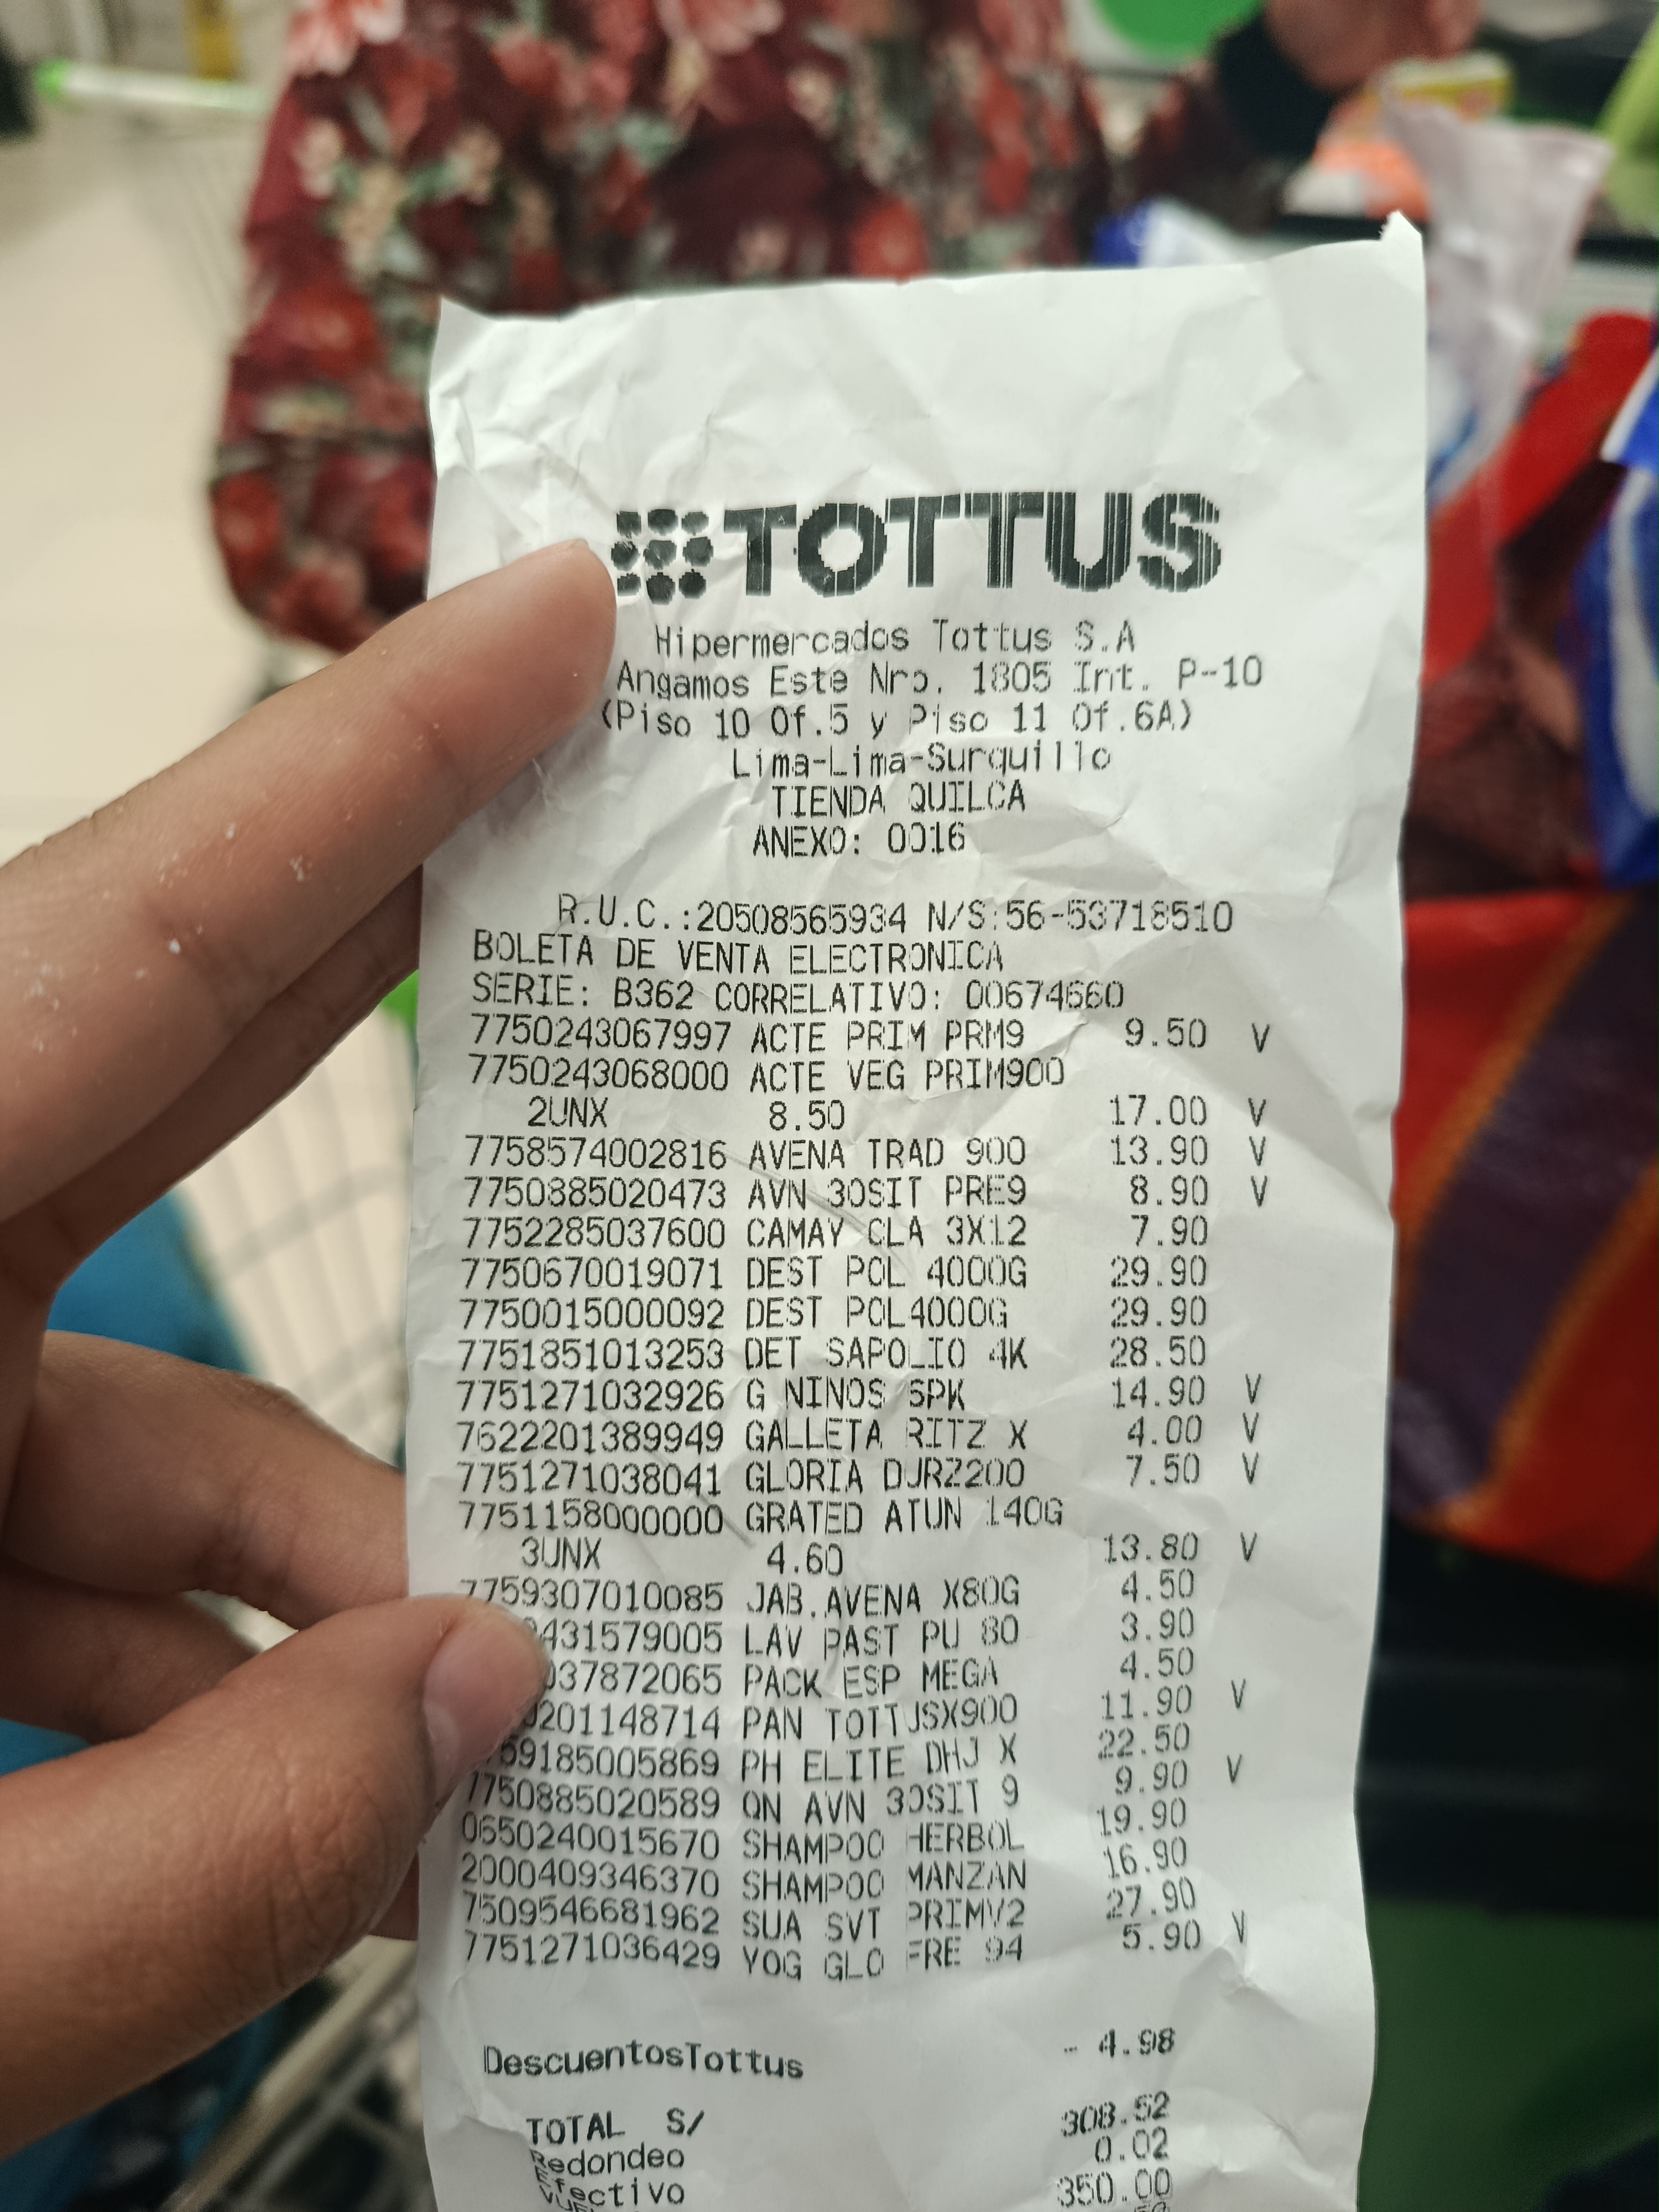 TOTTUS
Hipermercados Tottus S.A
Angamos Este Nro. 1805 Int. P-10
(Piso 10 Of.5 y Piso 11 Of.6A)
Lima-Lima-Surquillo
TIENDA QUILCA
ANEXO: 0016
R.U.C.:20508565934 N/S:56-53718510
BOLETA DE VENTA ELECTRONICA
SERIE: B362 CORRELATIVO: 00674660
7750243067997 ACTE PRIM PRM9 9.50 V
7750243068000 ACTE VEG PRIM900
2UNX 8.50 17.00 V
7758574002816 AVENA TRAD 900 13.90 V
7750885020473 AVN 3OSIT PRE9 8.90 V
7752285037600 CAMAY CLA 3X12 7.90
7750670019071 DEST POL 4000G 29.90
7750015000092 DEST POL4000G 29.90
7751851013253 DET SAPOLIO 4K 28.50
7751271032926 G NINOS 6PK 14.90 V
7622201389949 GALLETA RITZ X 4.00 V
7751271038041 GLORIA DURZ200 7.50 V
7751158000000 GRATED ATUN 140G
3UNX 4.60 13.80 V
7759307010085 JAB.AVENA X80G 4.50
431579005 LAV PAST PU 80 3.90
037872065 PACK ESP MEGA 4.50
0201148714 PAN TOTTUSX900 11.90 V
759185005869 PH ELITE DHJ X 22.50
7750885020589 QN AVN 3OSIT 9 9.90 V
0650240015670 SHAMPOO HERBOL 19.90
2000409346370 SHAMPOO MANZAN 16.90
7509546681962 SUA SVT PRIMV2 27.90
7751271036429 YOG GLO FRE 94 5.90 V
DescuentosTottus - 4.98
TOTAL S/ 308.52
Redondeo 0.02
Efectivo 350.00